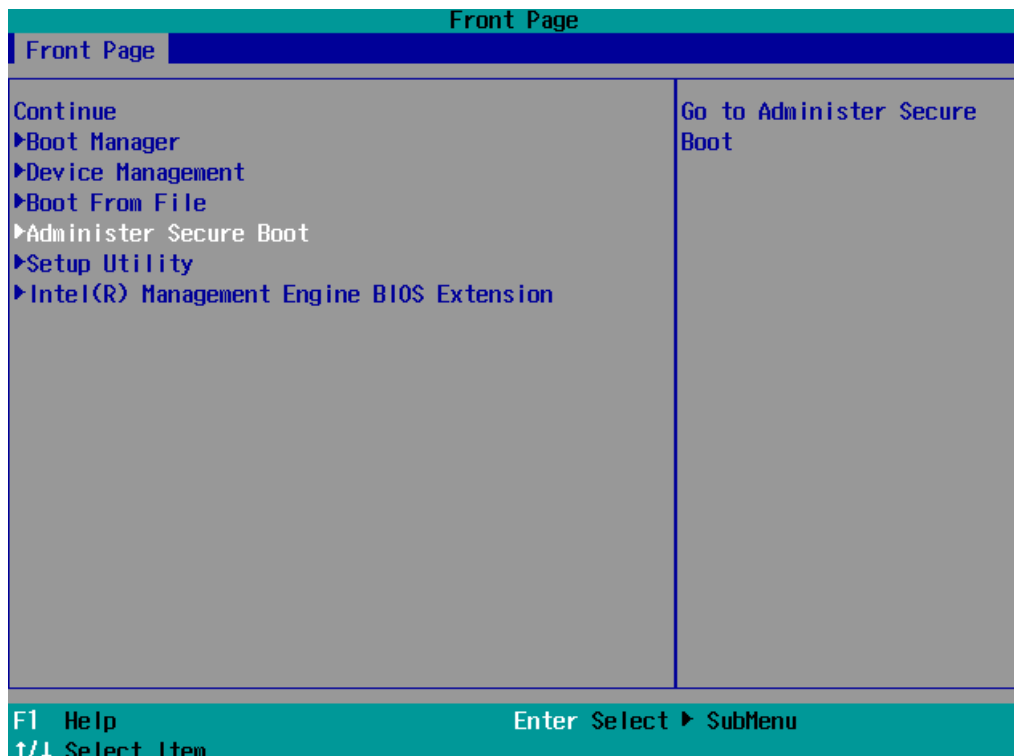 Front Page
Front Page
Continue
▶Boot Manager
▶Device Management
▶Boot From File
▶Administer Secure Boot
▶Setup Utility
▶Intel(R) Management Engine BIOS Extension
Go to Administer Secure
Boot
F1 Help Enter Select ▶ SubMenu
↑/↓ Select Item